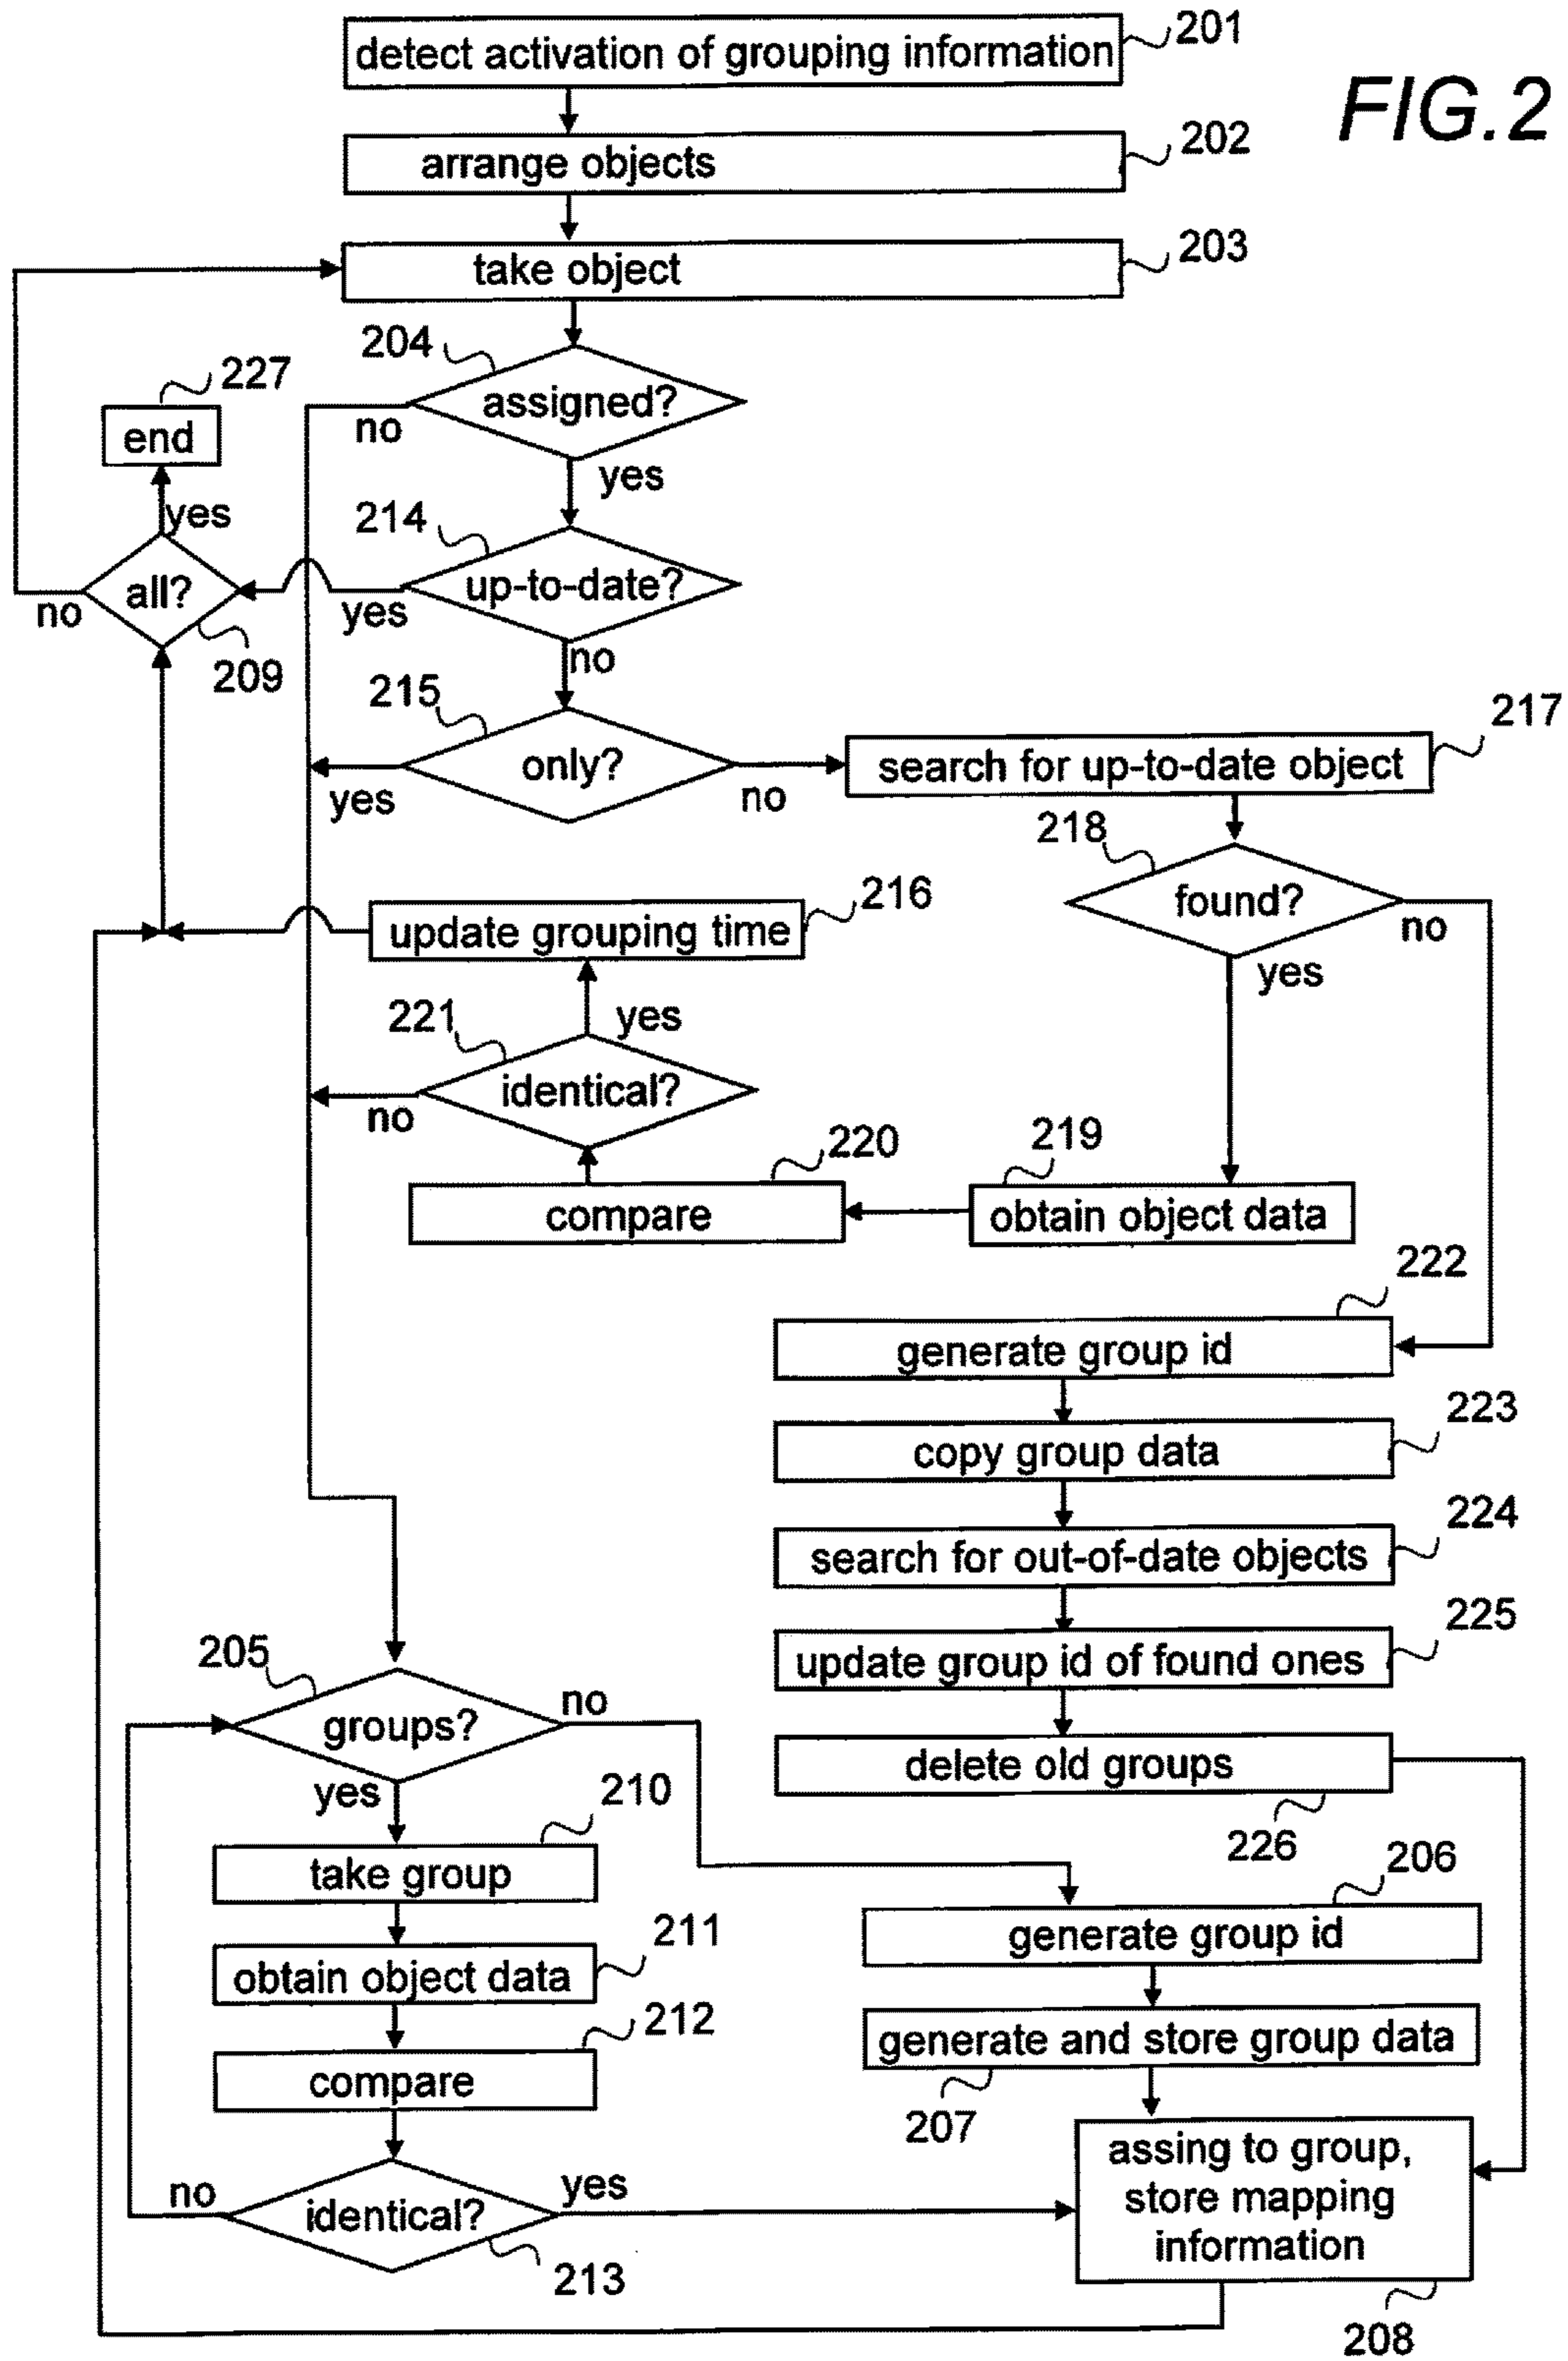 detect activation of grouping information
201
FIG.2
arrange objects
202
take object
203
204
assigned?
no
yes
227
end
yes
214
up-to-date?
yes
no
all?
no
209
215
only?
yes
no
search for up-to-date object
217
218
found?
no
yes
update grouping time
216
yes
221
identical?
no
220
compare
219
obtain object data
222
generate group id
223
copy group data
224
search for out-of-date objects
225
update group id of found ones
delete old groups
226
205
groups?
no
yes
210
take group
211
obtain object data
212
compare
no
identical?
yes
213
206
generate group id
generate and store group data
207
assing to group,
store mapping
information
208